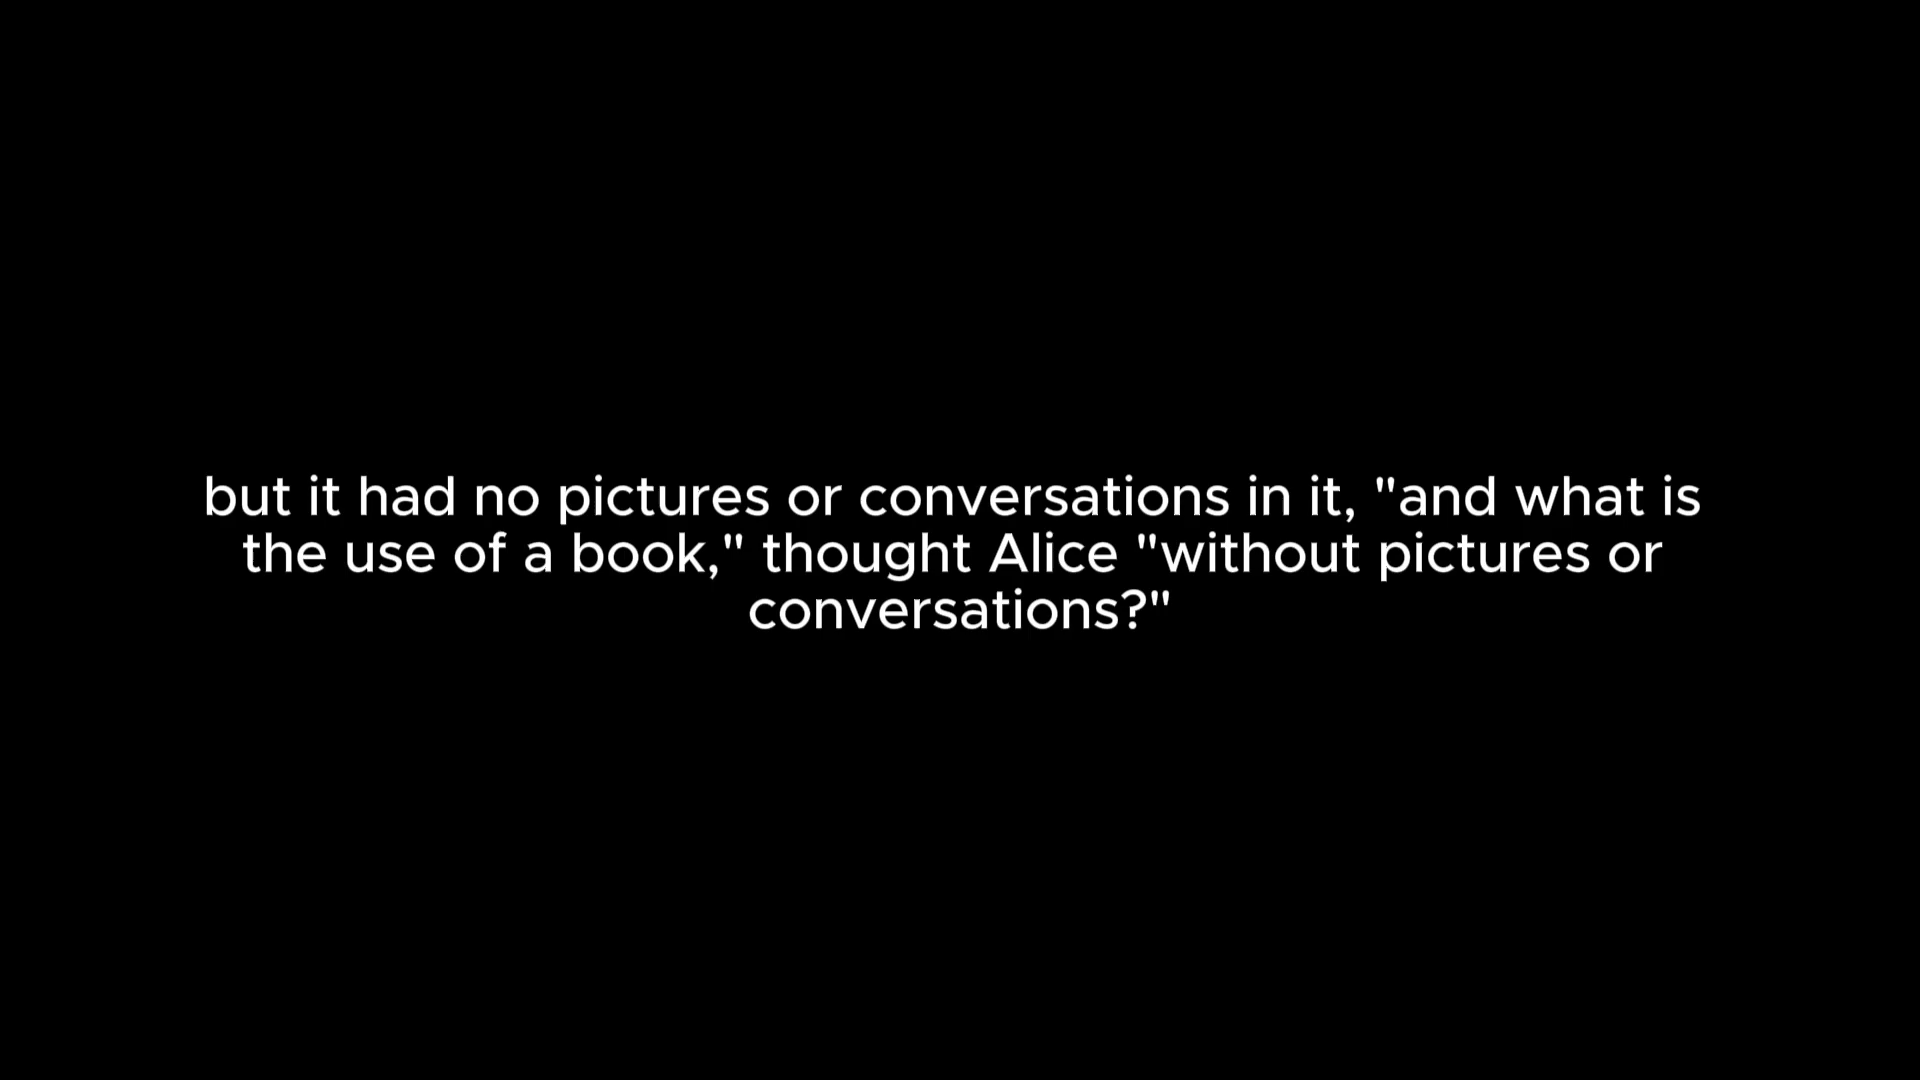 but it had no pictures or conversations in it, "and what is
the use of a book," thought Alice "without pictures or
conversations?"